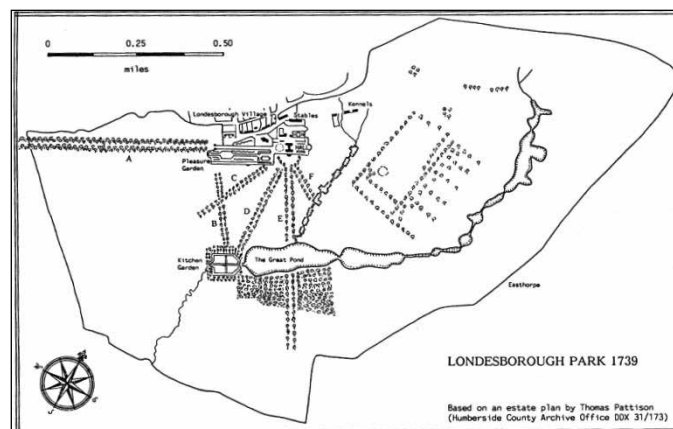 0 0.25 0.50
miles
Londesborough Village
Stables
Kennels
A
Pleasure
Garden
C
F
B
D
E
Kitchen
Garden
The Great Pond
Easthorpe
LONDESBOROUGH PARK 1739
Based on an estate plan by Thomas Pattison
(Humberside County Archive Office DDX 31/173)